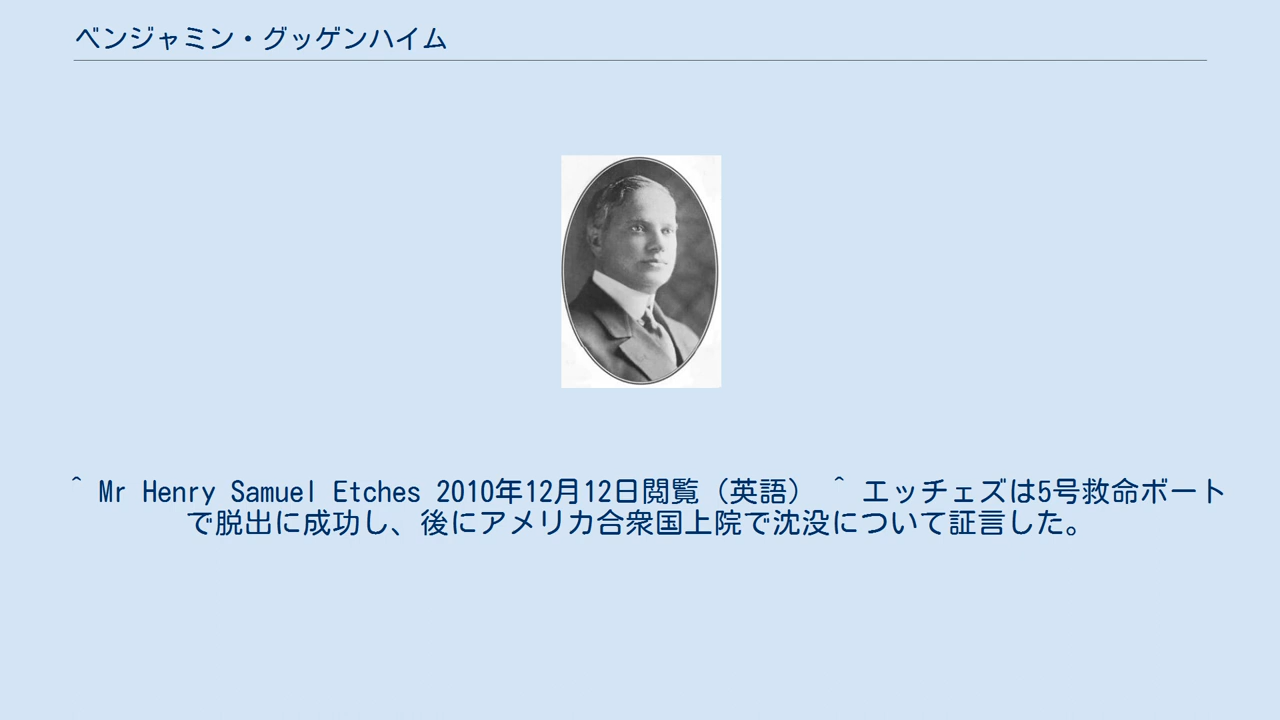 ベンジャミン・グッゲンハイム
^ Mr Henry Samuel Etches 2010年12月12日閲覧（英語） ^ エッチェズは5号救命ボート
で脱出に成功し、後にアメリカ合衆国上院で沈没について証言した。